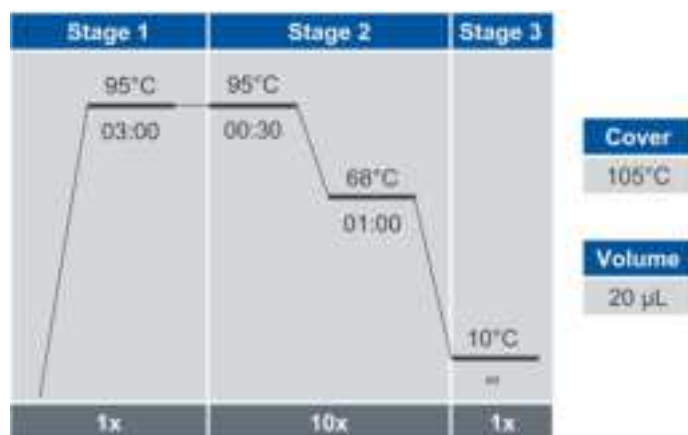 Stage 1 Stage 2 Stage 3
95°C 95°C
03:00 00:30
68°C
01:00
10°C
∞
1x 10x 1x
Cover
105°C
Volume
20 µL